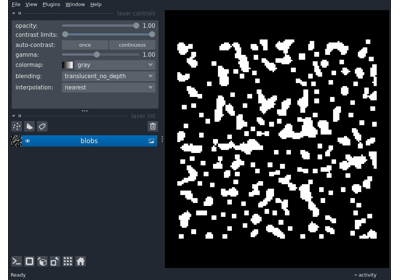 File View Plugins Window Help
layer controls
opacity: 1.00
contrast limits:
auto-contrast: once continuous
gamma: 1.00
colormap: gray
blending: translucent_no_depth
interpolation: nearest
layer list
blobs
Ready
activity